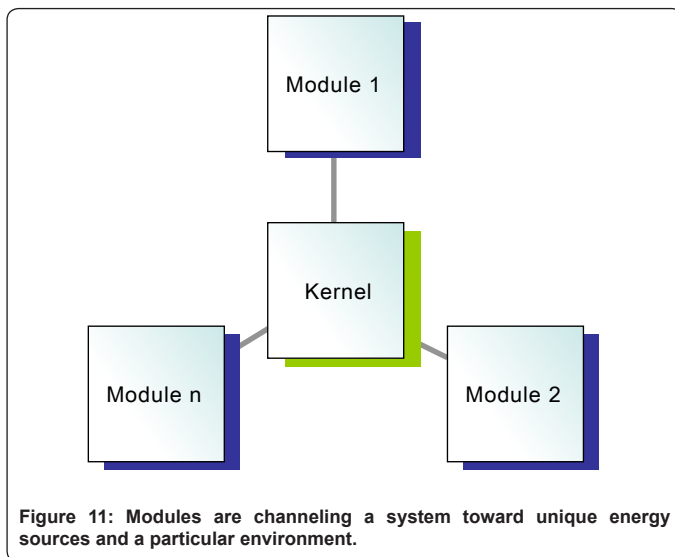 Module 1
Kernel
Module n
Module 2
Figure 11: Modules are channeling a system toward unique energy
sources and a particular environment.